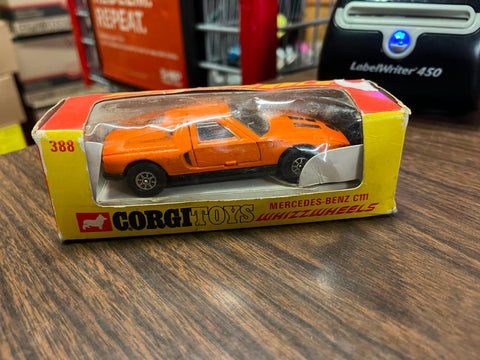 REPEAT.
LabelWriter 450
388
CORGI TOYS
MERCEDES-BENZ C111
WHIZZWHEELS